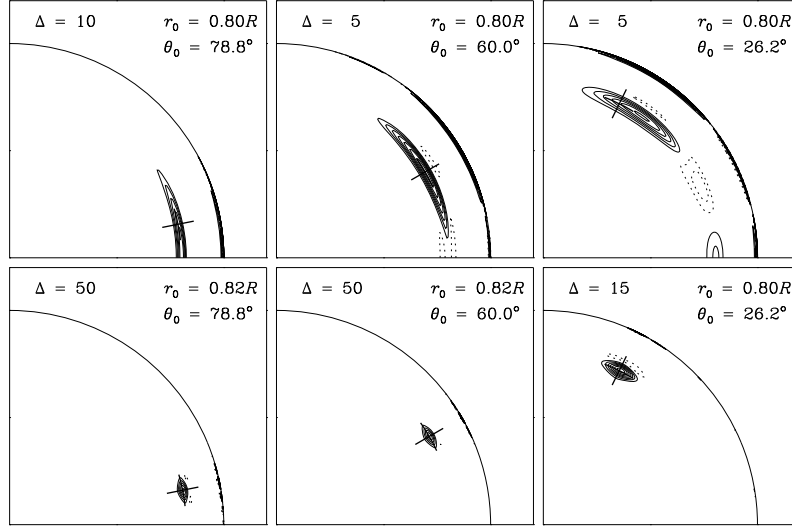 Δ = 10 r₀ = 0.80R
θ₀ = 78.8°
Δ = 5 r₀ = 0.80R
θ₀ = 60.0°
Δ = 5 r₀ = 0.80R
θ₀ = 26.2°
Δ = 50 r₀ = 0.82R
θ₀ = 78.8°
Δ = 50 r₀ = 0.82R
θ₀ = 60.0°
Δ = 15 r₀ = 0.80R
θ₀ = 26.2°